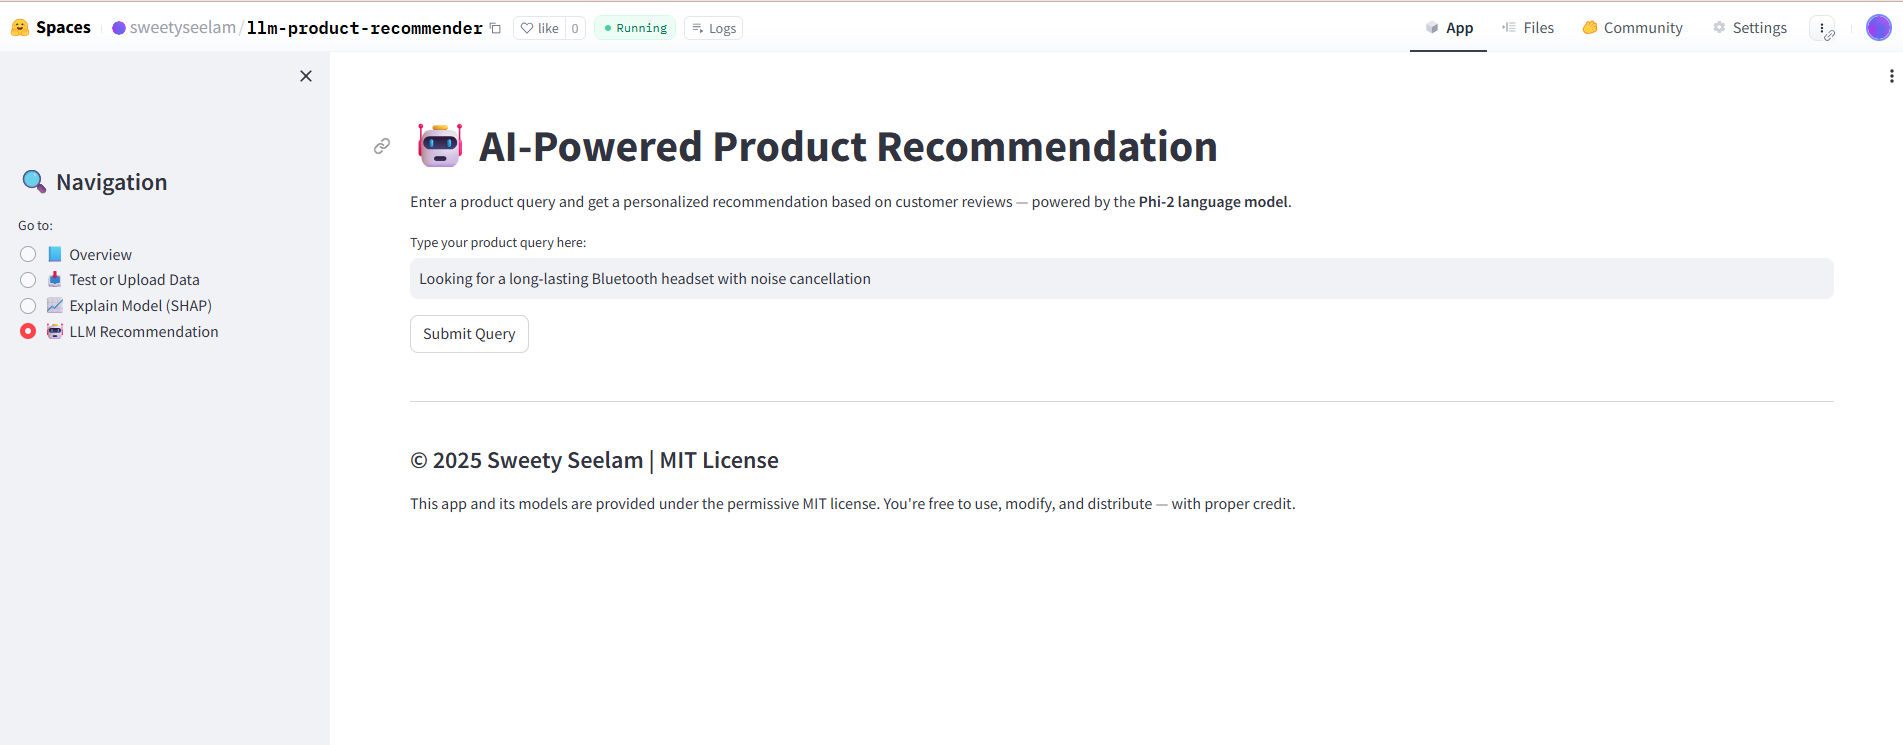 Spaces sweetyseelam/llm-product-recommender like 0 Running Logs App Files Community Settings
Navigation
Go to:
Overview
Test or Upload Data
Explain Model (SHAP)
LLM Recommendation
AI-Powered Product Recommendation
Enter a product query and get a personalized recommendation based on customer reviews — powered by the Phi-2 language model.
Type your product query here:
Looking for a long-lasting Bluetooth headset with noise cancellation
Submit Query
© 2025 Sweety Seelam | MIT License
This app and its models are provided under the permissive MIT license. You're free to use, modify, and distribute — with proper credit.